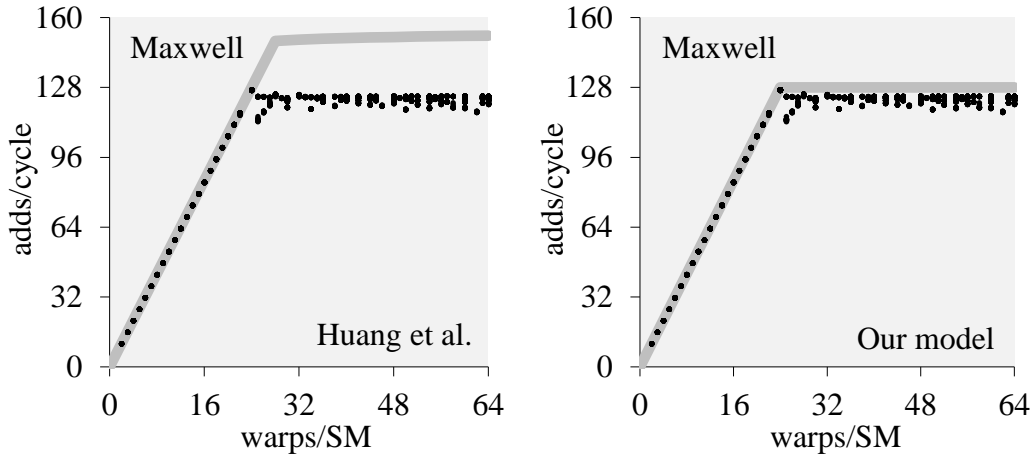 160
128
96
64
32
0
adds/cycle
Maxwell
Huang et al.
0 16 32 48 64
warps/SM
160
128
96
64
32
0
adds/cycle
Maxwell
Our model
0 16 32 48 64
warps/SM